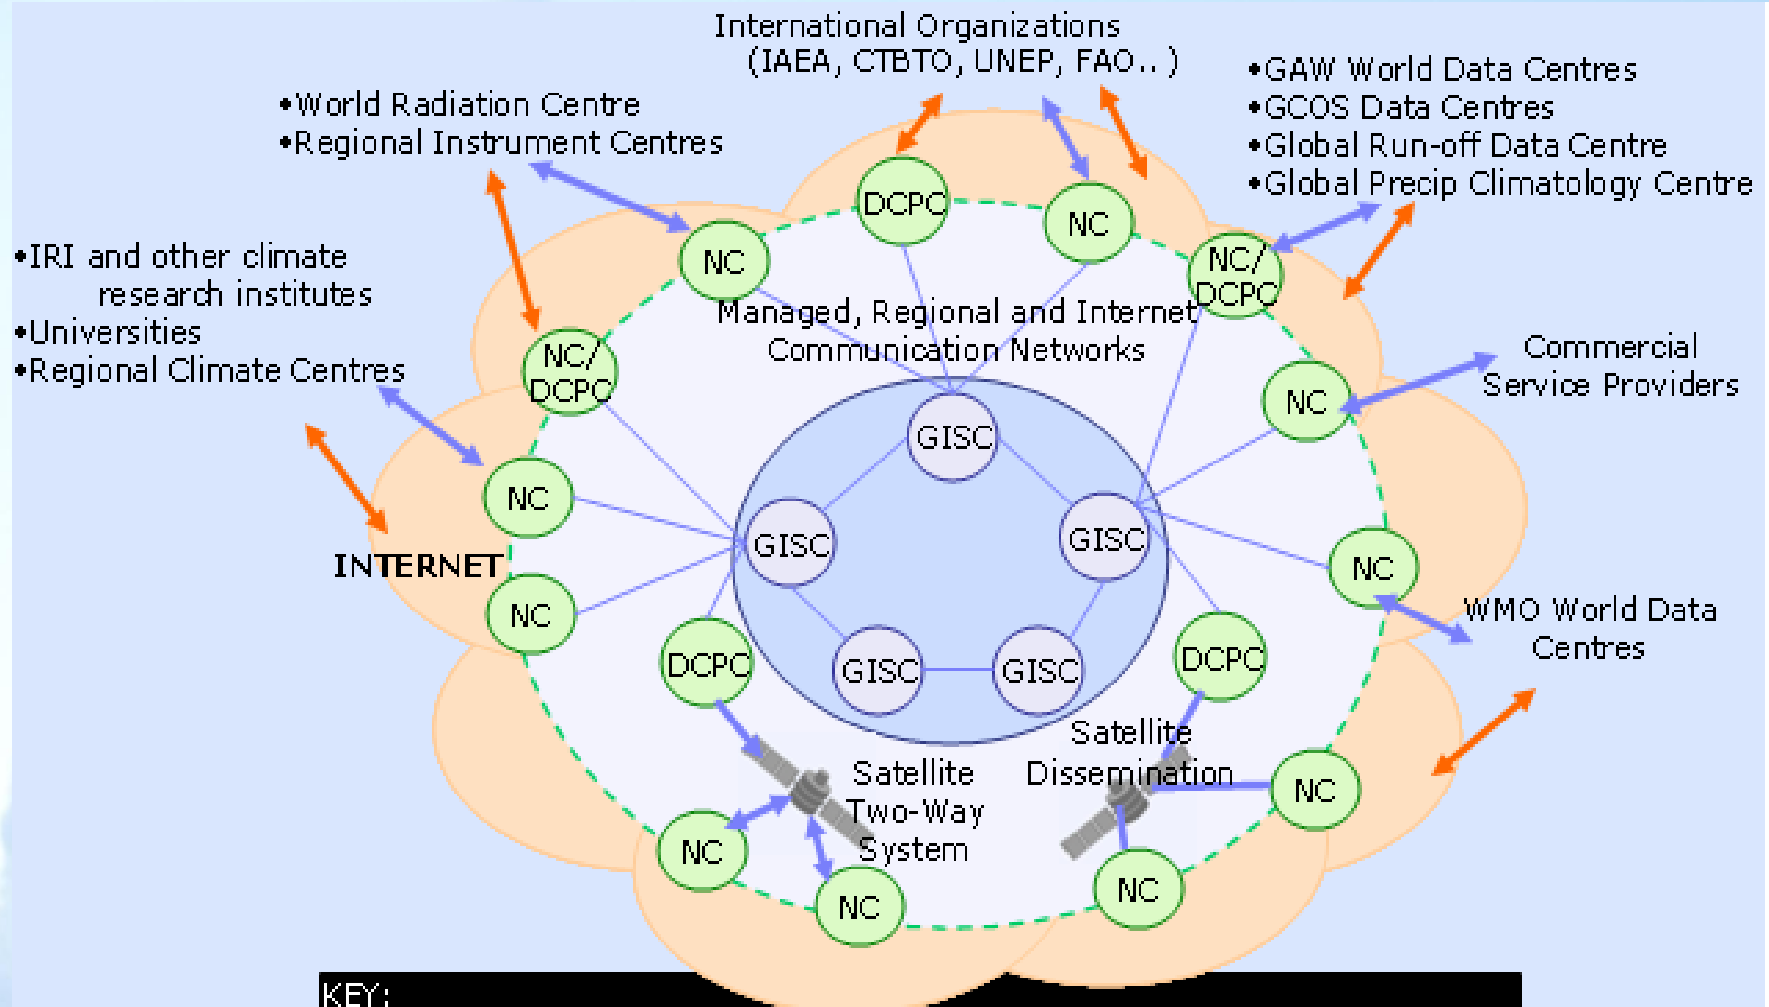 International Organizations
(IAEA, CTBTO, UNEP, FAO.. )
•GAW World Data Centres
•GCOS Data Centres
•Global Run-off Data Centre
•Global Precip Climatology Centre
•World Radiation Centre
•Regional Instrument Centres
•IRI and other climate
research institutes
•Universities
•Regional Climate Centres
DCPC
NC
NC
NC/
DCPC
NC/
DCPC
Managed, Regional and Internet
Communication Networks
Commercial
Service Providers
NC
GISC
NC
GISC
GISC
INTERNET
NC
NC
WMO World Data
Centres
DCPC
GISC
GISC
DCPC
Satellite
Dissemination
Satellite
Two-Way
System
NC
NC
NC
NC
KEY: